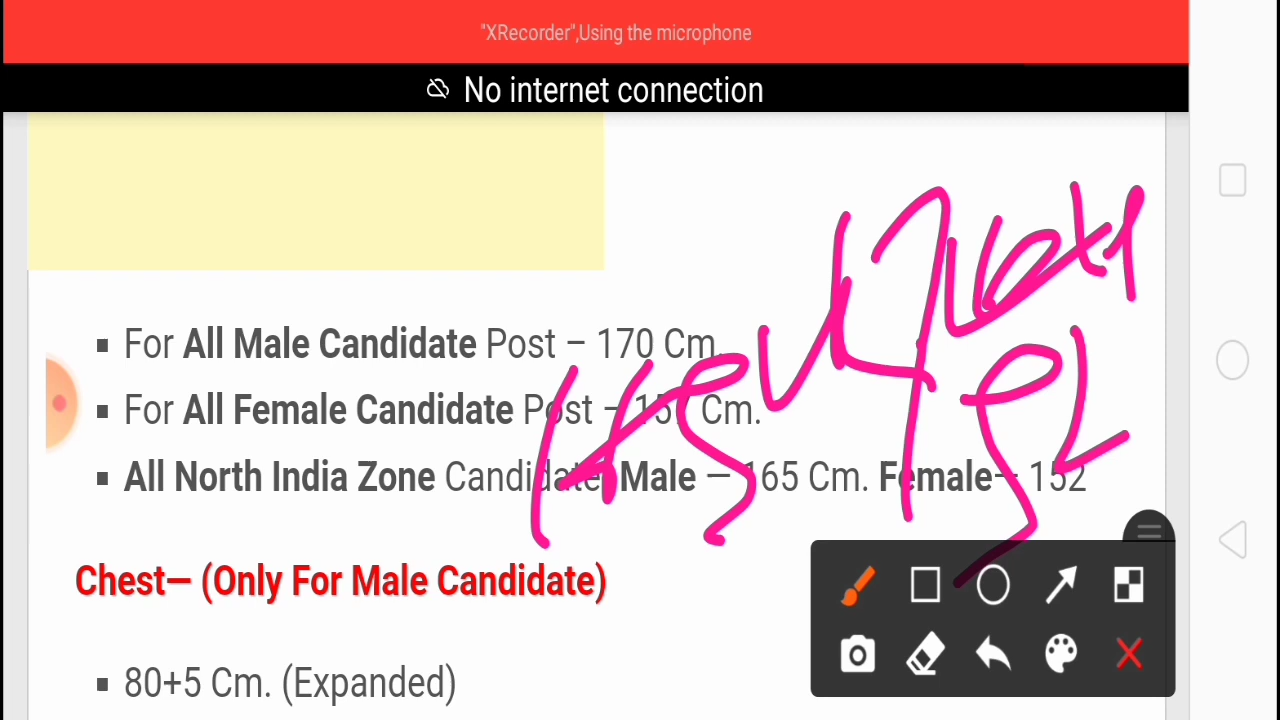 "XRecorder",Using the microphone
No internet connection
For All Male Candidate Post – 170 Cm.
For All Female Candidate Post – 157 Cm.
All North India Zone Candidate Male – 165 Cm. Female– 152
Chest– (Only For Male Candidate)
80+5 Cm. (Expanded)